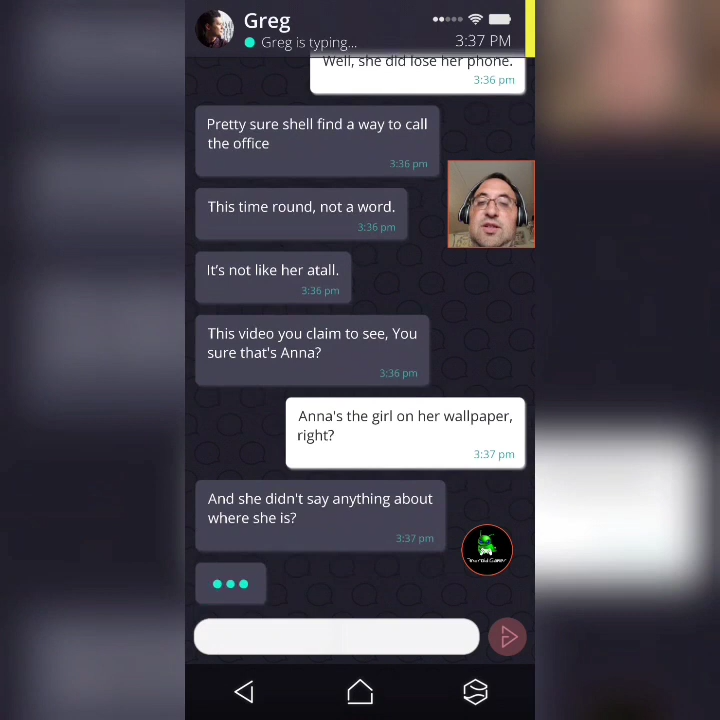 Greg
Greg is typing...
3:37 PM
Well, she did lose her phone.
3:36 pm
Pretty sure shell find a way to call
the office
3:36 pm
This time round, not a word.
3:36 pm
It's not like her atall.
3:36 pm
This video you claim to see, You
sure that's Anna?
3:36 pm
Anna's the girl on her wallpaper,
right?
3:37 pm
And she didn't say anything about
where she is?
3:37 pm
Android Gamer